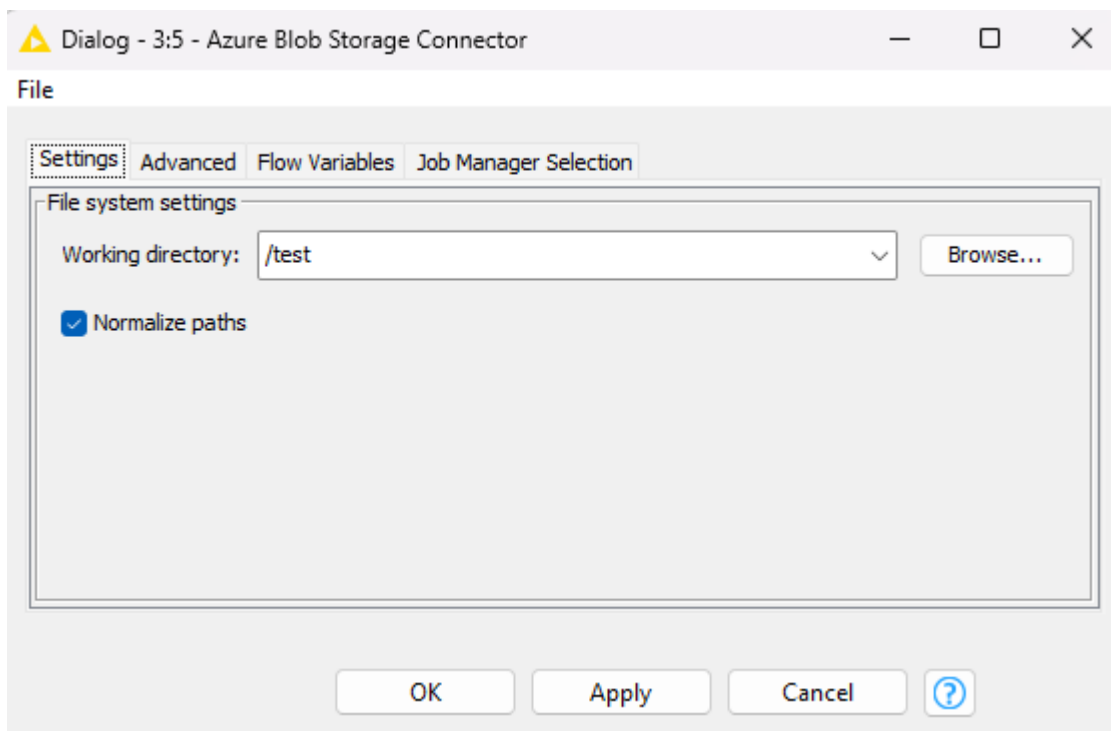 Dialog - 3:5 - Azure Blob Storage Connector
File
Settings Advanced Flow Variables Job Manager Selection
File system settings
Working directory: /test Browse...
Normalize paths
OK Apply Cancel ?